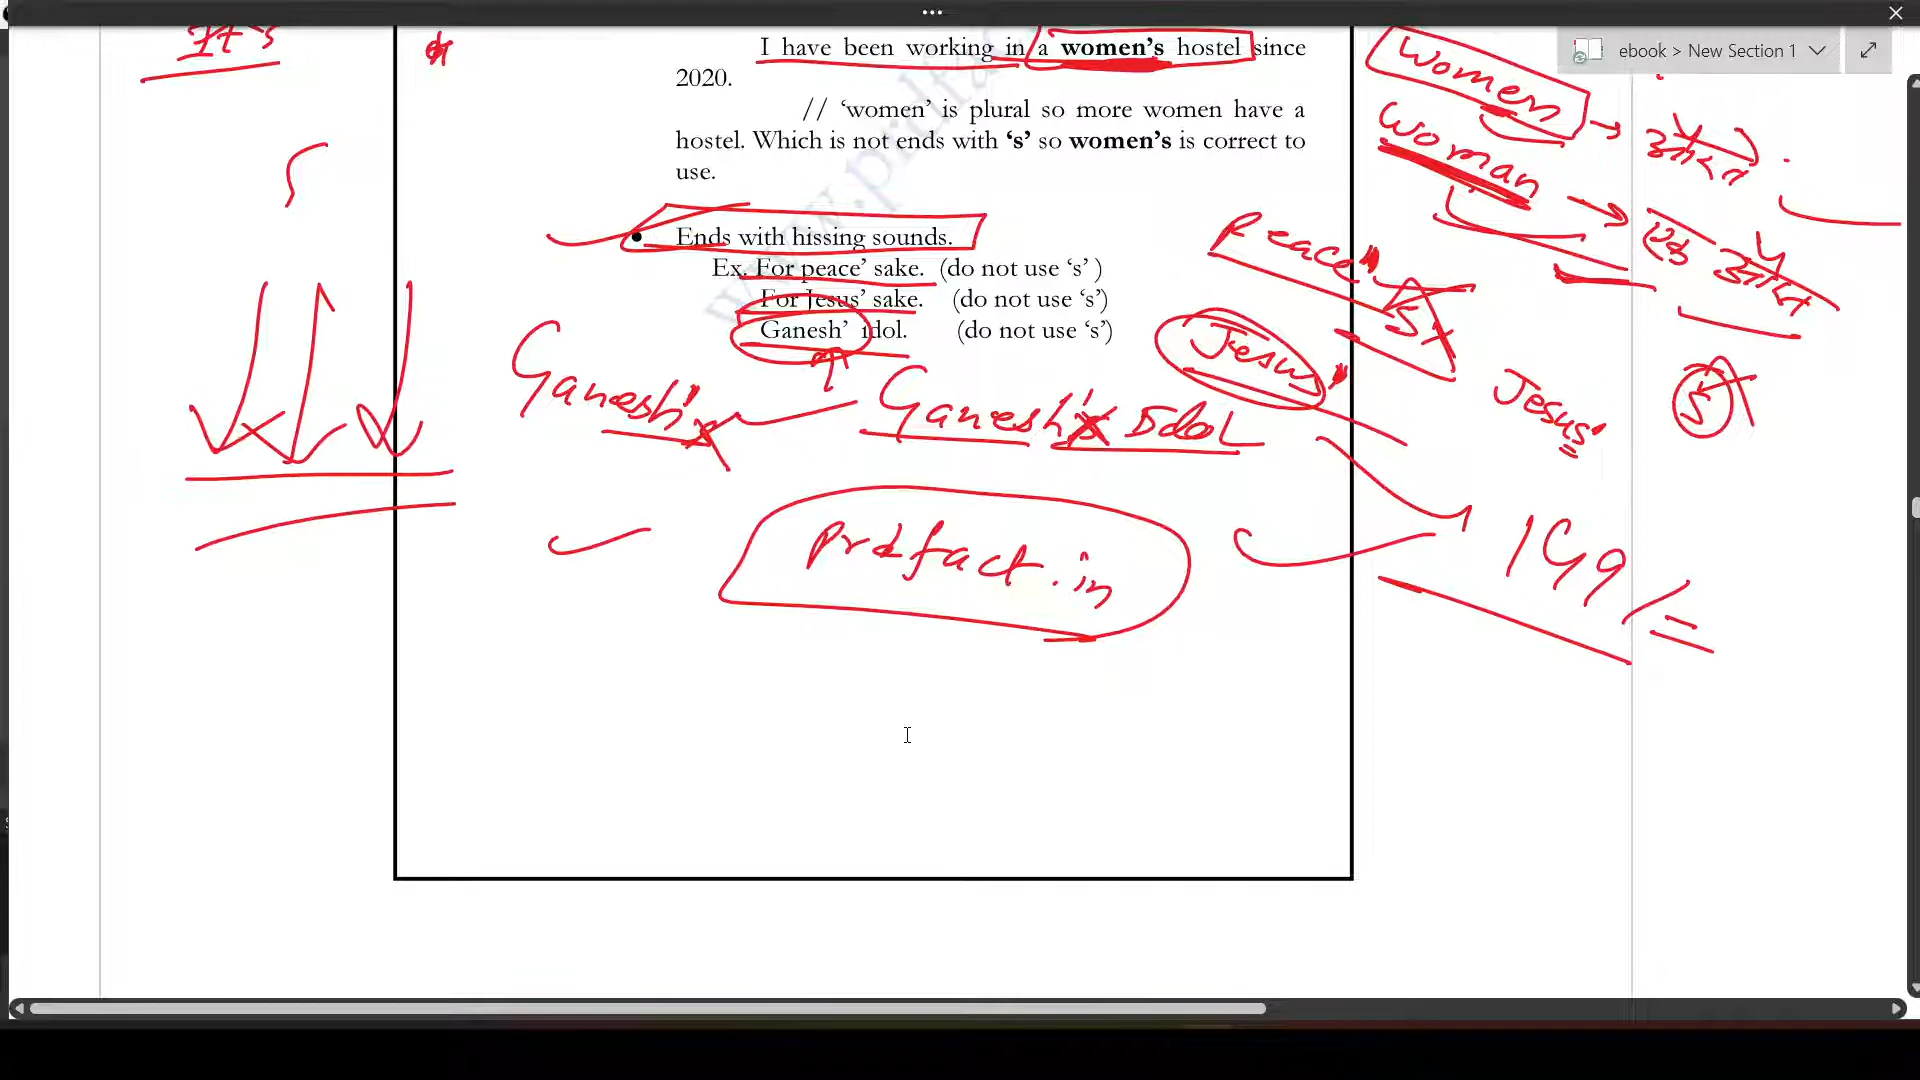 It's
ebook > New Section 1
I have been working in a women's hostel since
2020.
// ‘women’ is plural so more women have a
hostel. Which is not ends with ‘s’ so women’s is correct to
use.
Women
Woman
• Ends with hissing sounds.
Ex. For peace’ sake. (do not use ‘s’ )
For Jesus’ sake. (do not use ‘s’)
Ganesh’ idol. (do not use ‘s’)
Peace'
s
Jesus'
Jesus'
s
Ganesh's
Ganesh's Idol
prdfact.in
149/=